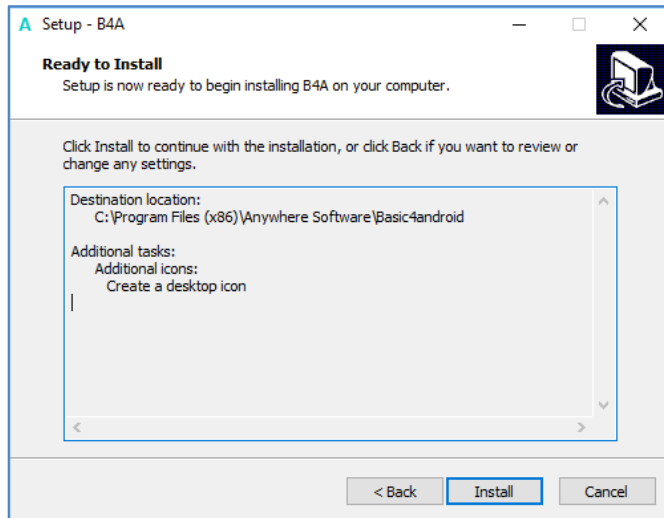 A Setup - B4A
Ready to Install
Setup is now ready to begin installing B4A on your computer.
Click Install to continue with the installation, or click Back if you want to review or
change any settings.
Destination location:
C:\Program Files (x86)\Anywhere Software\Basic4android
Additional tasks:
Additional icons:
Create a desktop icon
< Back Install Cancel